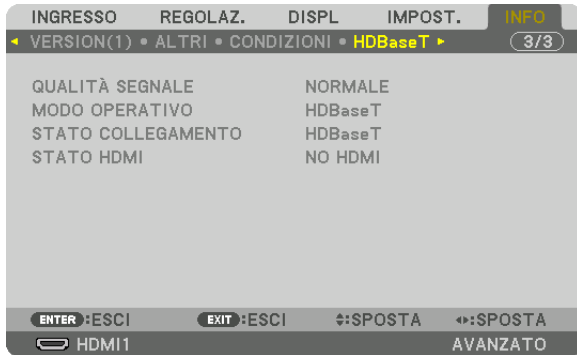 INGRESSO REGOLAZ. DISPL IMPOST. INFO
VERSION(1) • ALTRI • CONDIZIONI • HDBaseT 3/3
QUALITÀ SEGNALE NORMALE
MODO OPERATIVO HDBaseT
STATO COLLEGAMENTO HDBaseT
STATO HDMI NO HDMI
ENTER :ESCI EXIT :ESCI :SPOSTA :SPOSTA
HDMI1 AVANZATO